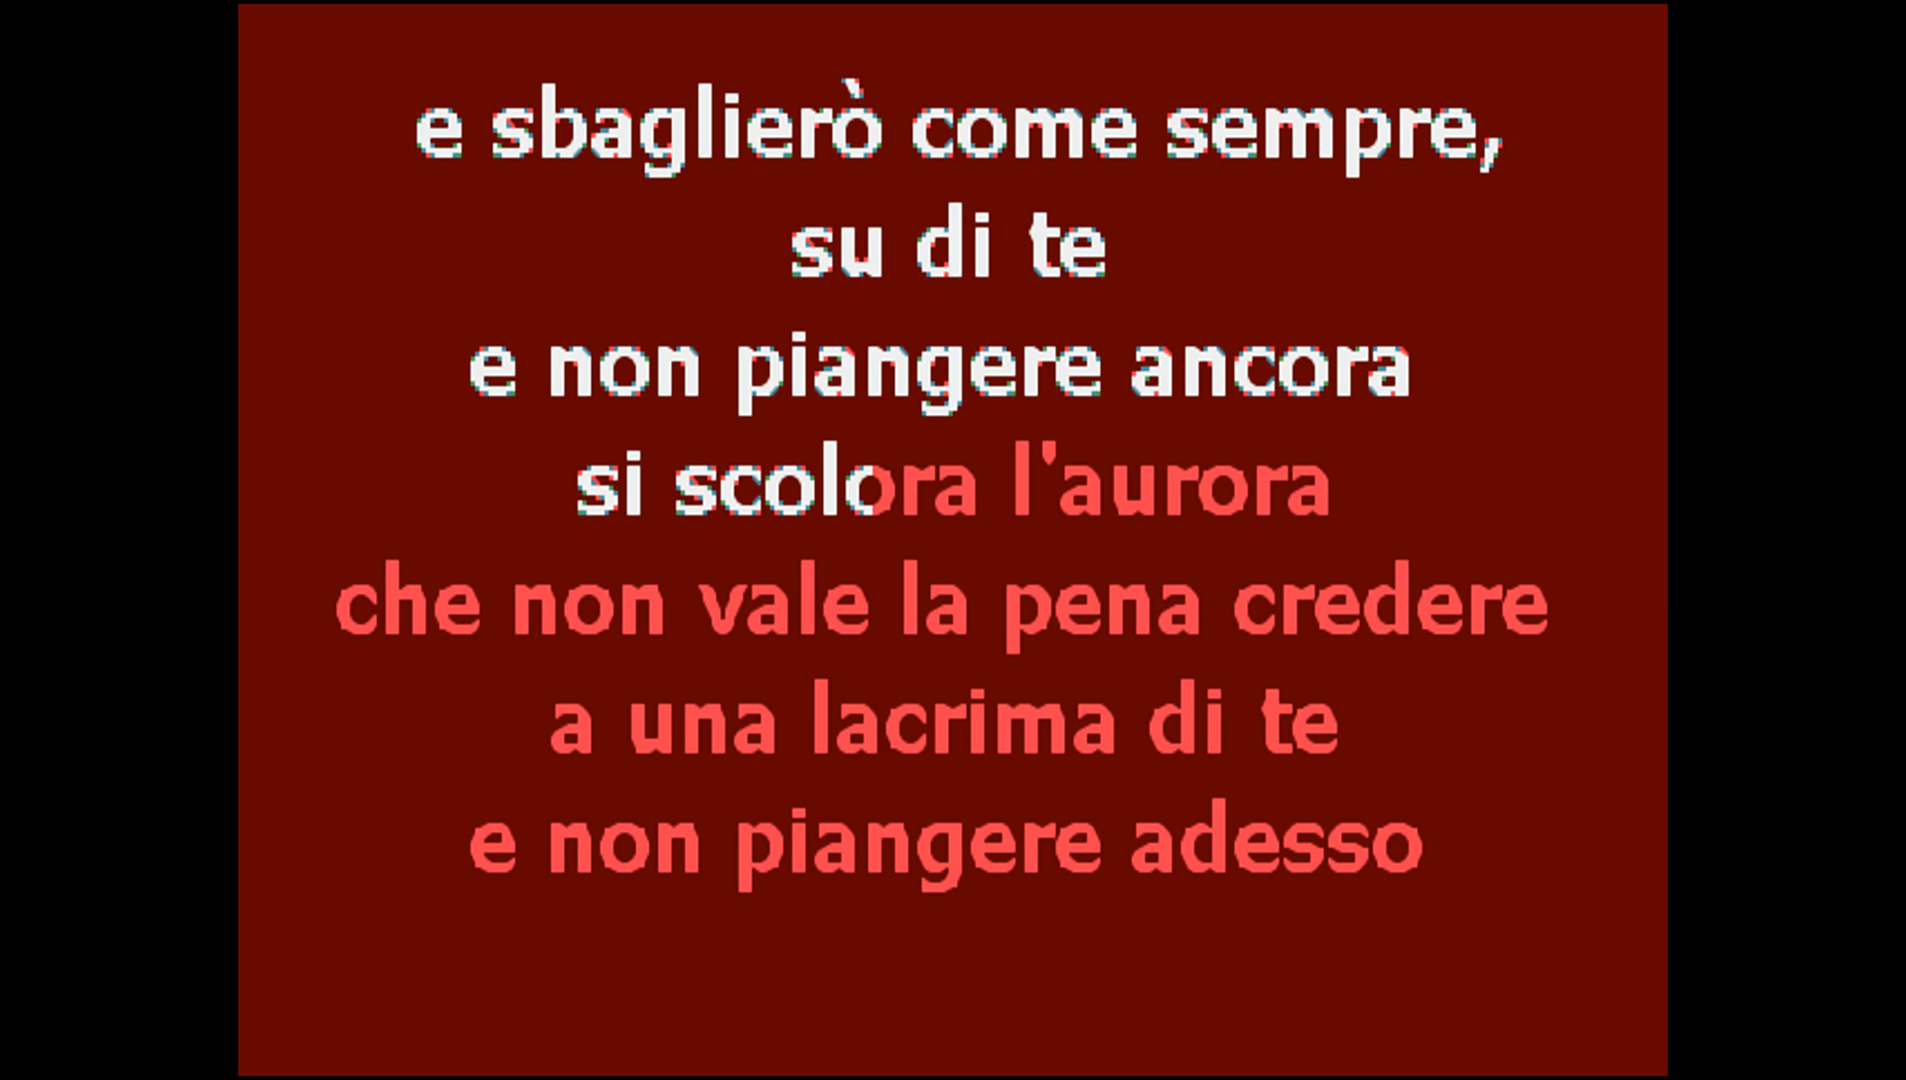 e sbaglierò come sempre,
su di te
e non piangere ancora
si scolora l'aurora
che non vale la pena credere
a una lacrima di te
e non piangere adesso